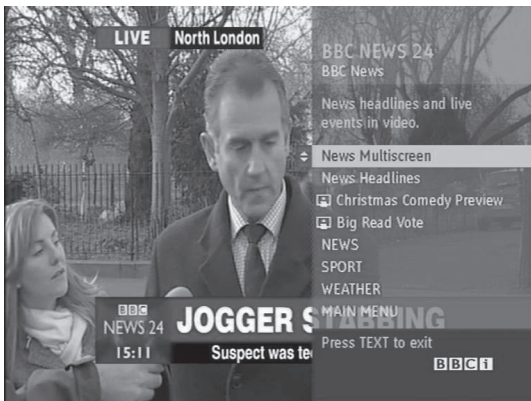 LIVE North London
BBC NEWS 24
BBC News
News headlines and live
events in video.
News Multiscreen
News Headlines
Christmas Comedy Preview
Big Read Vote
NEWS
SPORT
WEATHER
MAIN MENU
Press TEXT to exit
BBCi
BBC
NEWS 24
15:11
JOGGER STABBING
Suspect was